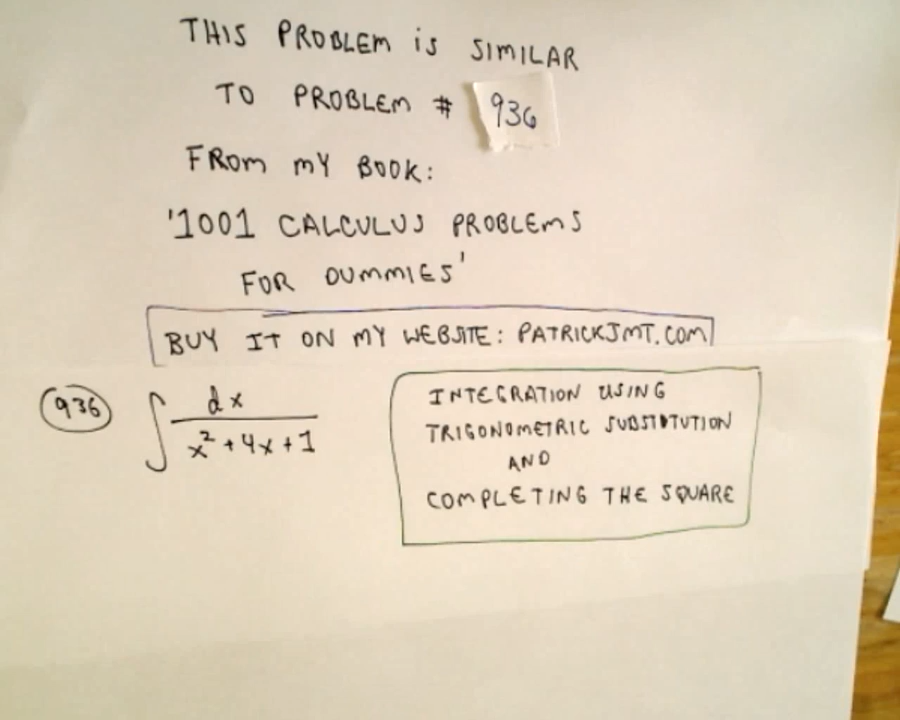 THIS PROBLEM is SIMILAR
TO PROBLEM # 936
FROM MY BOOK:
'1001 CALCULUS PROBLEMS
FOR DUMMIES'
BUY IT ON MY WEBSITE: PATRICKJMT.COM
936 ∫ dx / (x² + 4x + 1)
INTEGRATION USING
TRIGONOMETRIC SUBSTITUTION
AND
COMPLETING THE SQUARE